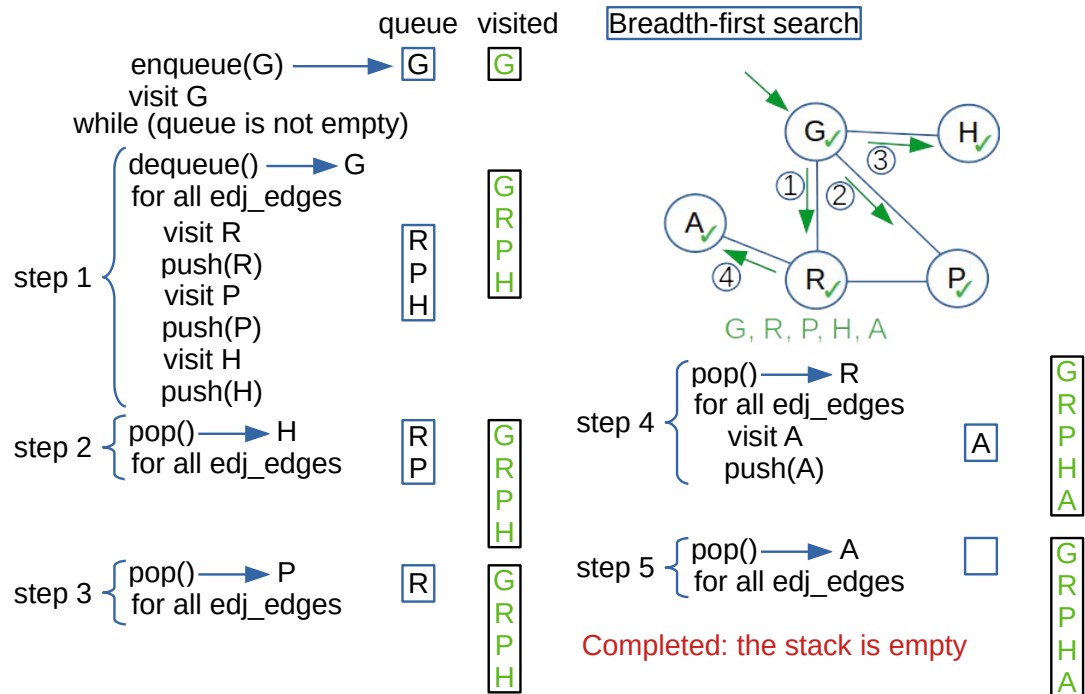 queue visited
Breadth-first search
enqueue(G) G G
visit G
while (queue is not empty)
step 1
dequeue() G
for all edj_edges
visit R
push(R)
visit P
push(P)
visit H
push(H)
R
P
H
G
R
P
H
step 2
pop() H
for all edj_edges
R
P
G
R
P
H
step 3
pop() P
for all edj_edges
R
G
R
P
H
G ✓
H ✓
3
1
2
A ✓
4
R ✓
P ✓
G, R, P, H, A
step 4
pop() R
for all edj_edges
visit A
push(A)
A
G
R
P
H
A
step 5
pop() A
for all edj_edges
G
R
P
H
A
Completed: the stack is empty